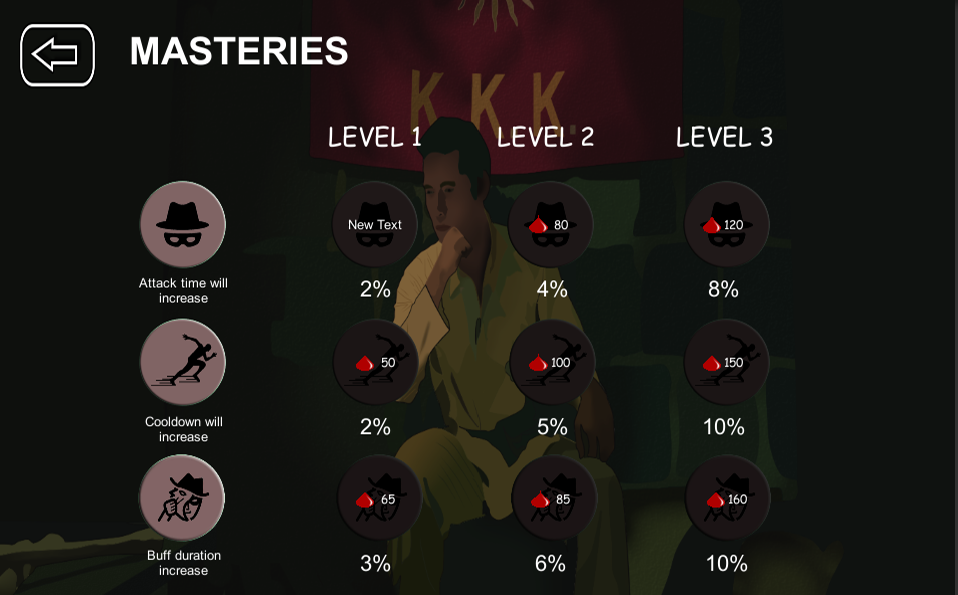 MASTERIES
K K K.
LEVEL 1 LEVEL 2 LEVEL 3
New Text 80 120
Attack time will
increase
2% 4% 8%
50 100 150
Cooldown will
increase
2% 5% 10%
65 85 160
Buff duration
increase
3% 6% 10%